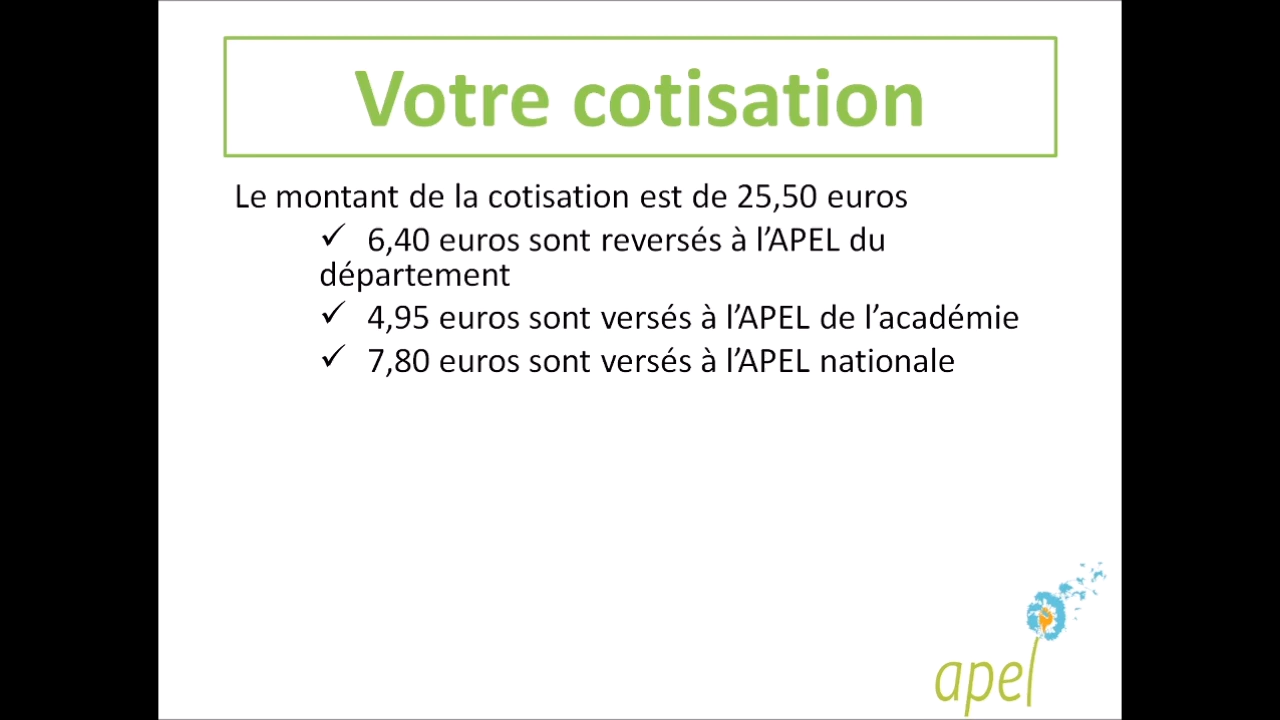 Votre cotisation
Le montant de la cotisation est de 25,50 euros
✓ 6,40 euros sont reversés à l’APEL du
département
✓ 4,95 euros sont versés à l’APEL de l’académie
✓ 7,80 euros sont versés à l’APEL nationale
apel